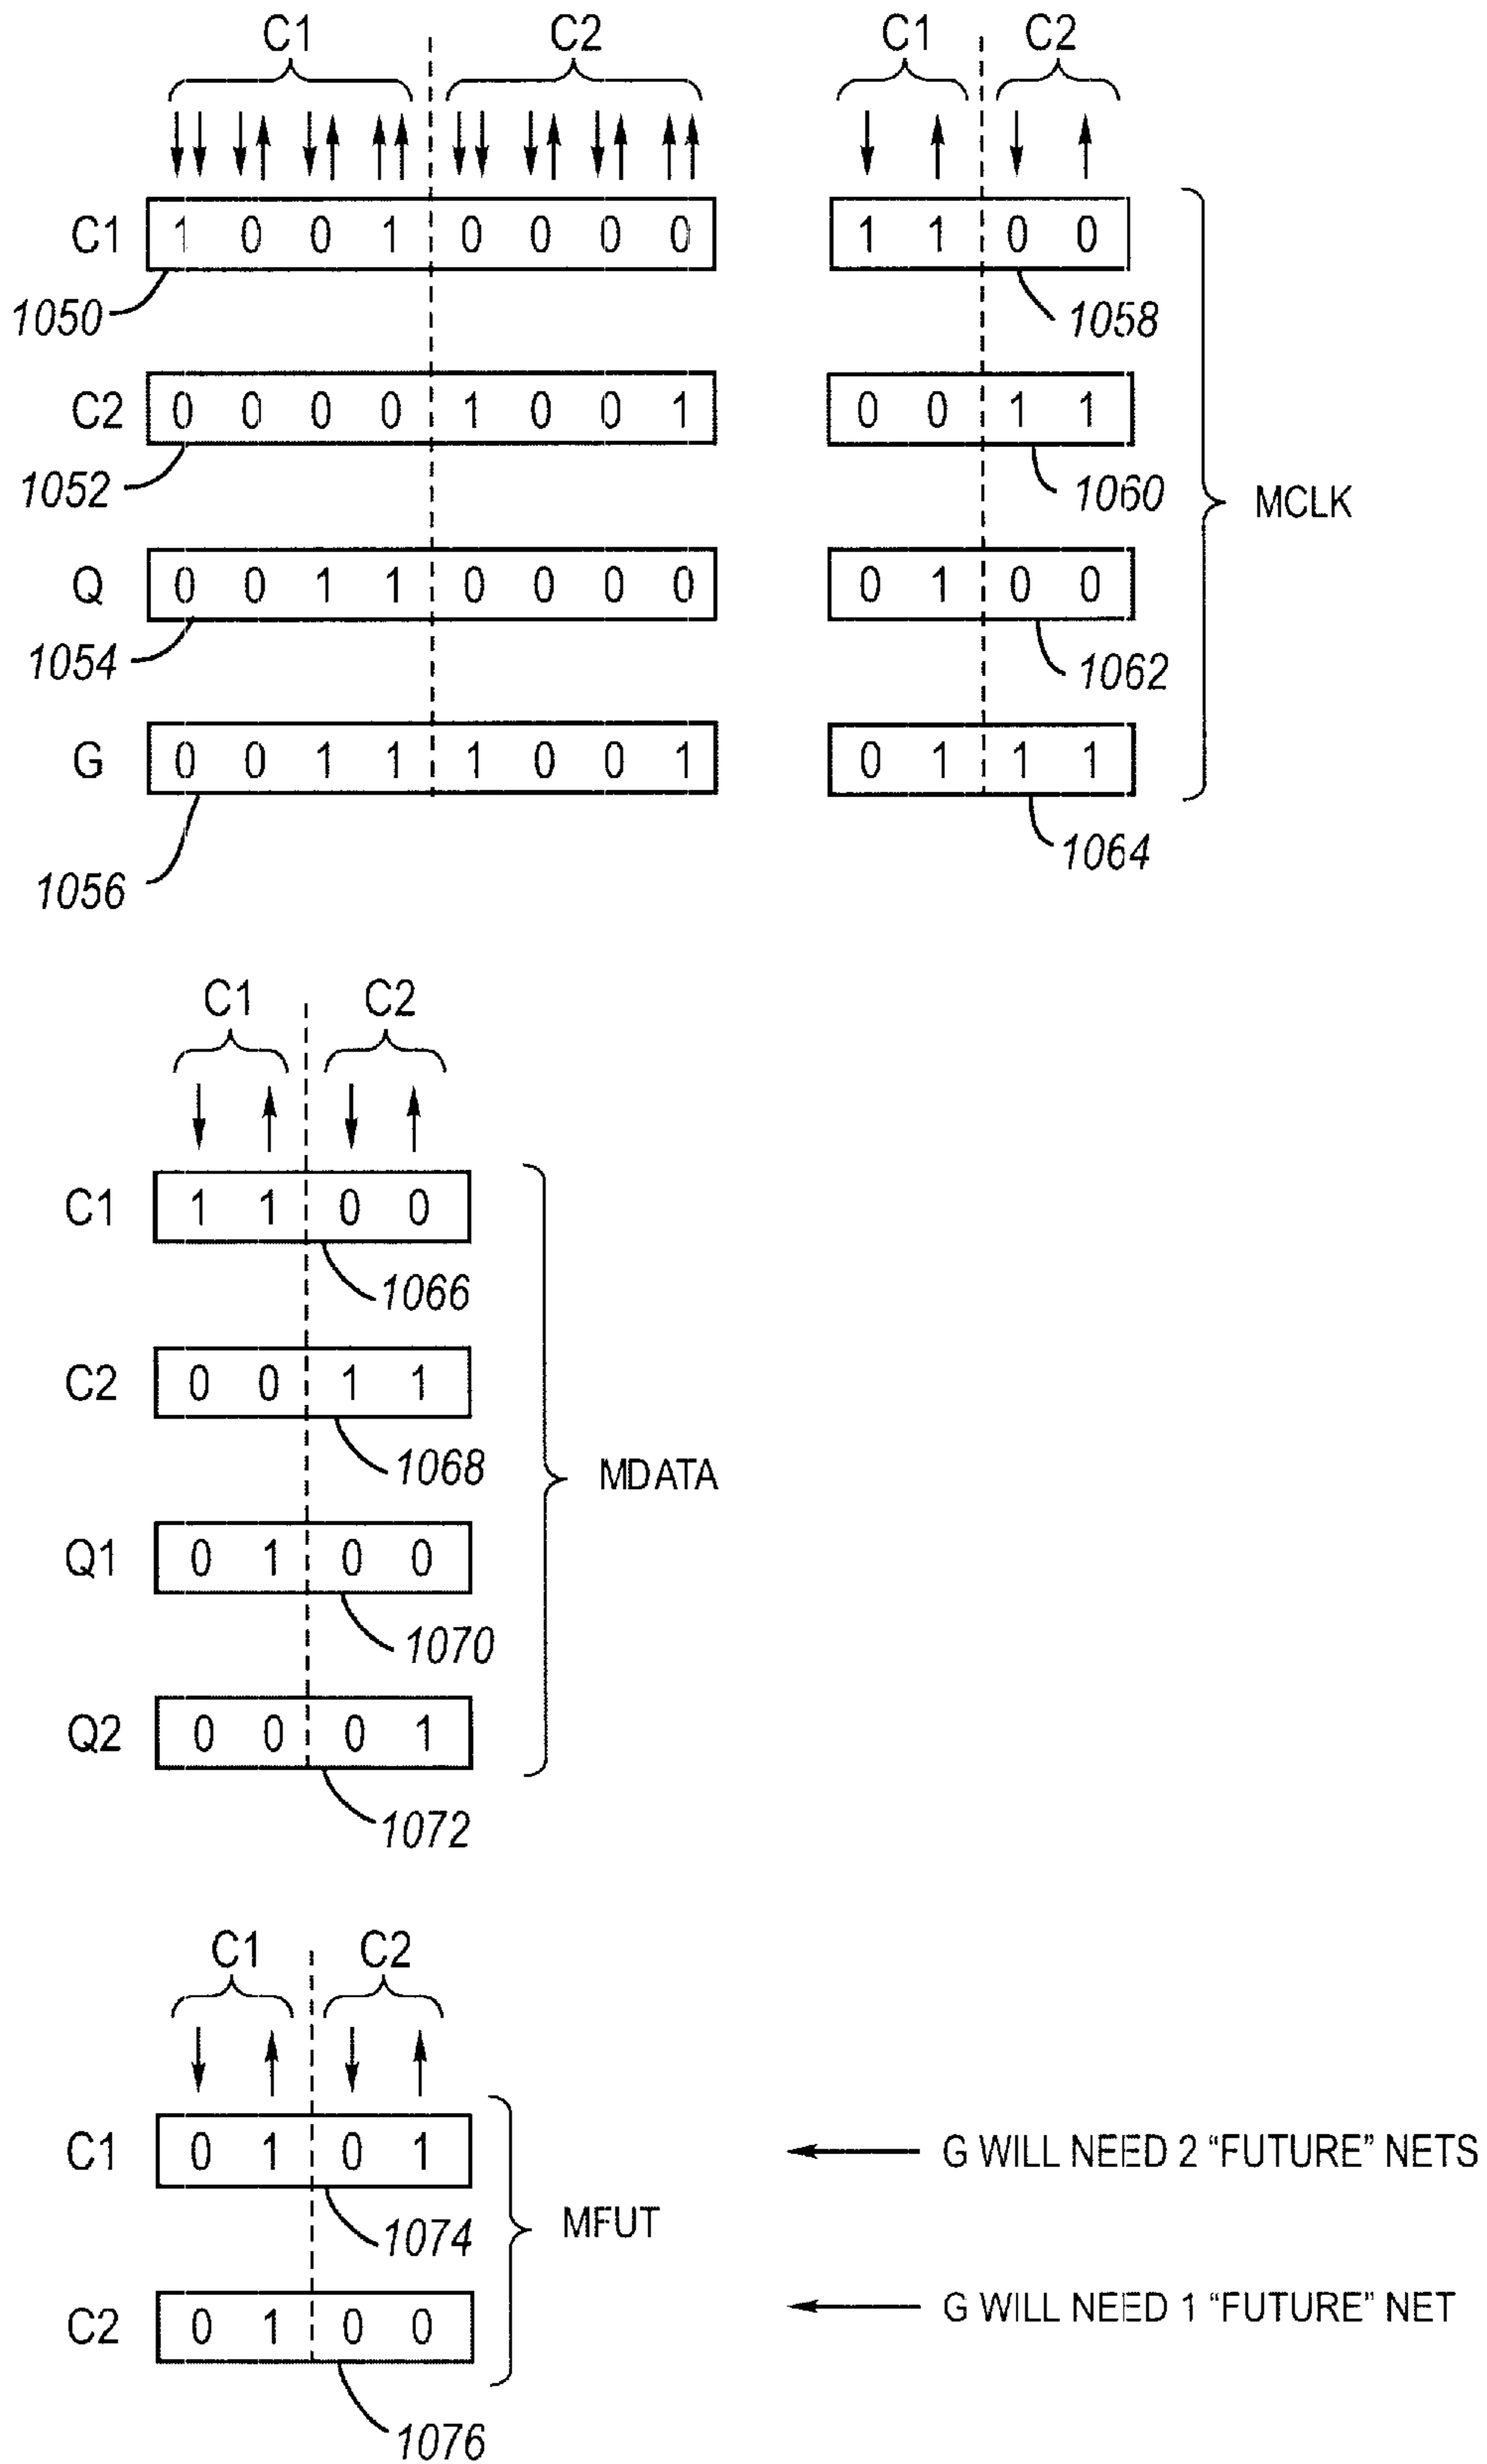 C1 C2 C1 C2
C1 1 0 0 1 0 0 0 0 1 1 0 0
1050 1058
C2 0 0 0 0 1 0 0 1 0 0 1 1
1052 1060
MCLK
Q 0 0 1 1 0 0 0 0 0 1 0 0
1054 1062
G 0 0 1 1 1 0 0 1 0 1 1 1
1056 1064
C1 C2
C1 1 1 0 0
1066
C2 0 0 1 1
1068
MDATA
Q1 0 1 0 0
1070
Q2 0 0 0 1
1072
C1 C2
C1 0 1 0 1 G WILL NEED 2 “FUTURE” NETS
1074
MFUT
C2 0 1 0 0 G WILL NEED 1 “FUTURE” NET
1076